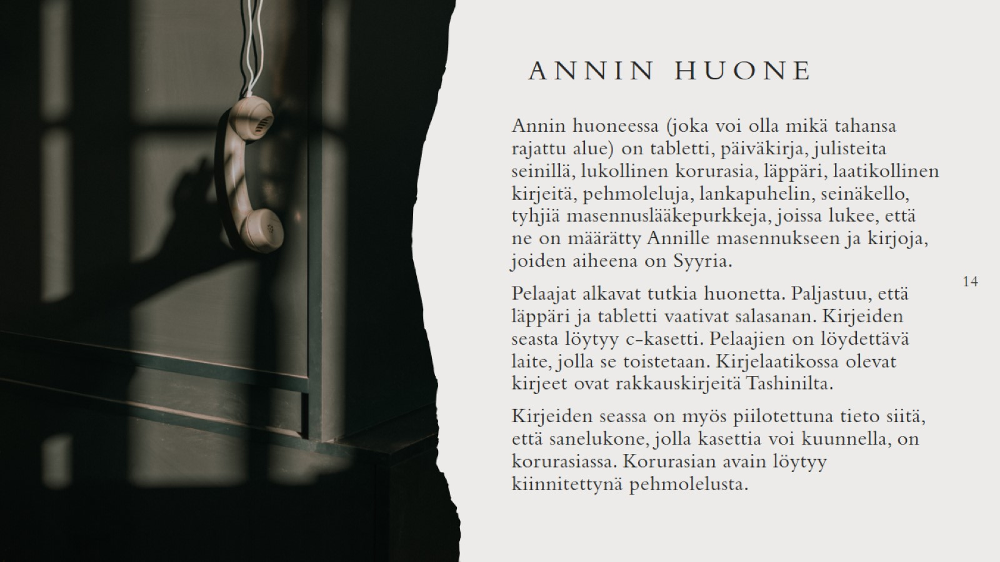 ANNIN HUONE
Annin huoneessa (joka voi olla mikä tahansa
rajattu alue) on tabletti, päiväkirja, julisteita
seinillä, lukollinen korurasia, läppäri, laatikollinen
kirjeitä, pehmoleluja, lankapuhelin, seinäkello,
tyhjiä masennuslääkepurkkeja, joissa lukee, että
ne on määrätty Annille masennukseen ja kirjoja,
joiden aiheena on Syyria.
Pelaajat alkavat tutkia huonetta. Paljastuu, että
läppäri ja tabletti vaativat salasanan. Kirjeiden
seasta löytyy c-kasetti. Pelaajien on löydettävä
laite, jolla se toistetaan. Kirjelaatikossa olevat
kirjeet ovat rakkauskirjeitä Tashinilta.
Kirjeiden seassa on myös piilotettuna tieto siitä,
että sanelukone, jolla kasettia voi kuunnella, on
korurasiassa. Korurasian avain löytyy
kiinnitettynä pehmolelusta.
14